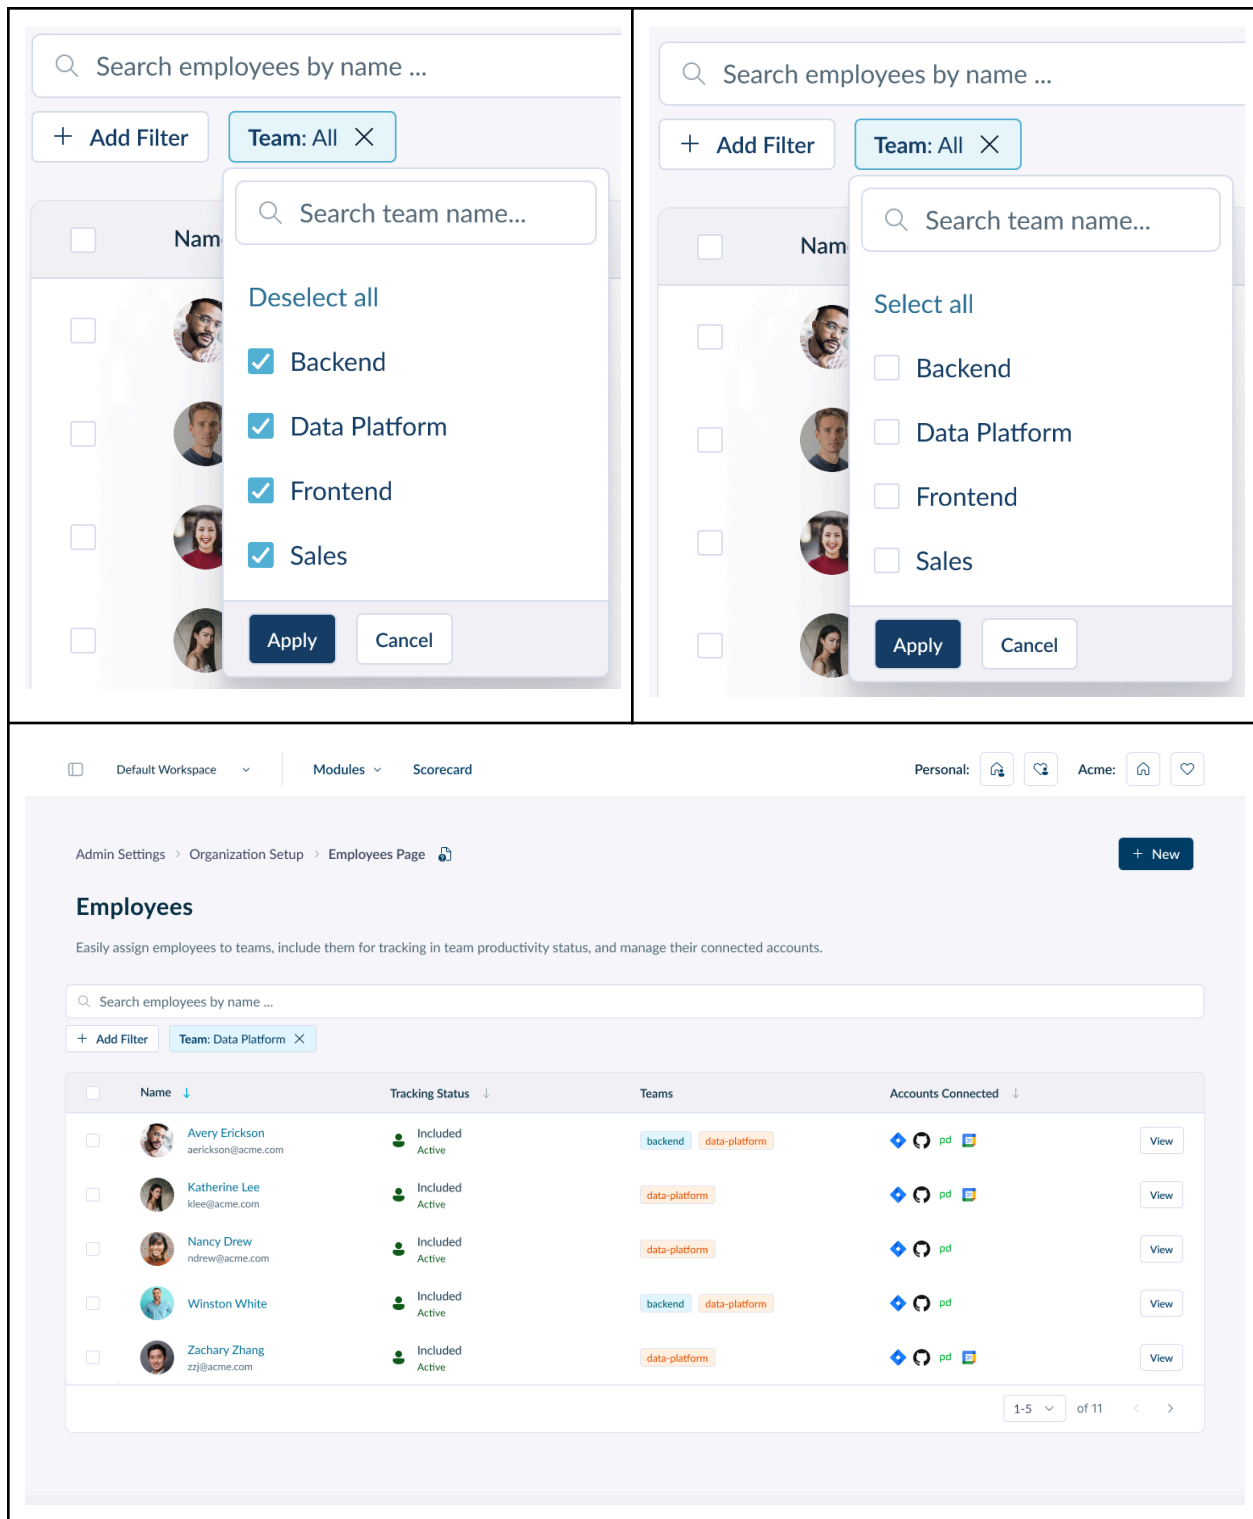 Search employees by name ...
+ Add Filter Team: All
Search team name...
Name
Deselect all
Backend
Data Platform
Frontend
Sales
Apply Cancel
Search employees by name ...
+ Add Filter Team: All
Search team name...
Nam
Select all
Backend
Data Platform
Frontend
Sales
Apply Cancel
Default Workspace Modules Scorecard Personal: Acme:
Admin Settings > Organization Setup > Employees Page + New
Employees
Easily assign employees to teams, include them for tracking in team productivity status, and manage their connected accounts.
Search employees by name ...
+ Add Filter Team: Data Platform
Name Tracking Status Teams Accounts Connected
Avery Erickson Included
aerickson@acme.com Active backend data-platform pd 31 View
Katherine Lee Included
klee@acme.com Active data-platform pd 31 View
Nancy Drew Included
ndrew@acme.com Active data-platform pd View
Winston White Included
Active backend data-platform pd View
Zachary Zhang Included
zzj@acme.com Active data-platform pd 31 View
1-5 of 11